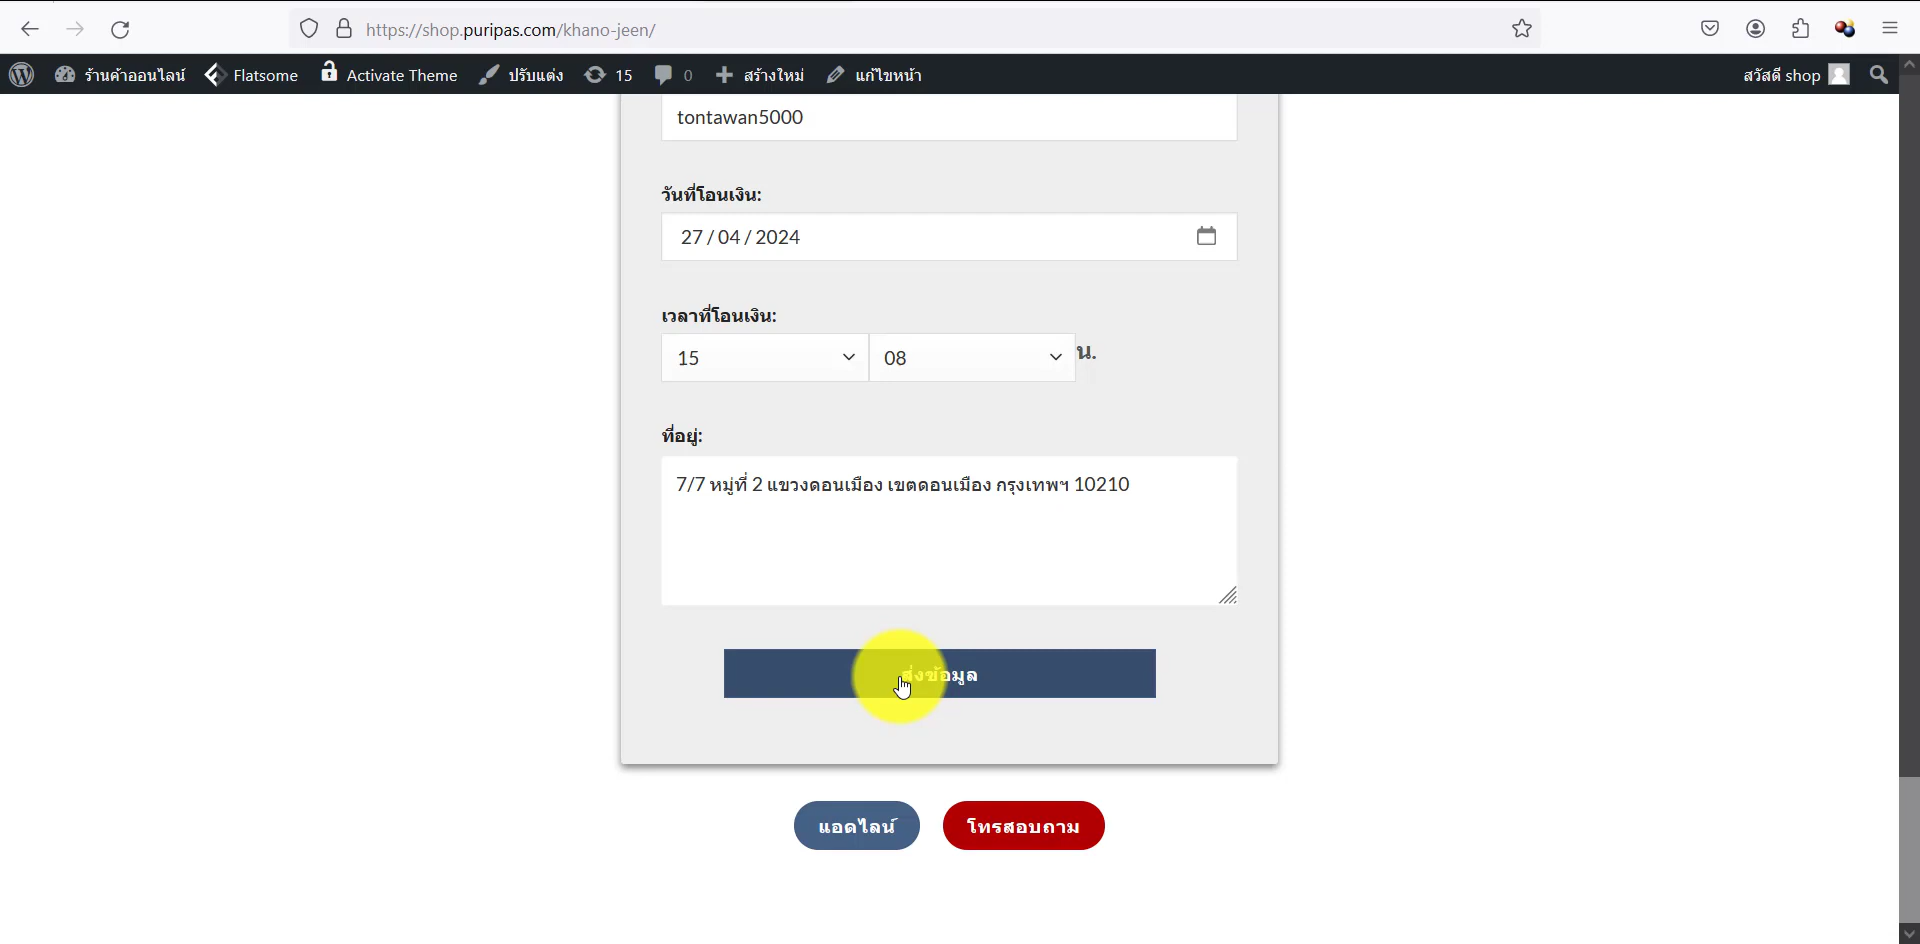 https://shop.puripas.com/khano-jeen/
ร้านค้าออนไลน์ Flatsome Activate Theme ปรับแต่ง 15 0 สร้างใหม่ แก้ไขหน้า สวัสดี shop
tontawan5000
วันที่โอนเงิน:
27/04/2024
เวลาที่โอนเงิน:
15 08 น.
ที่อยู่:
7/7 หมู่ที่ 2 แขวงดอนเมือง เขตดอนเมือง กรุงเทพฯ 10210
ส่งข้อมูล
แอดไลน์ โทรสอบถาม